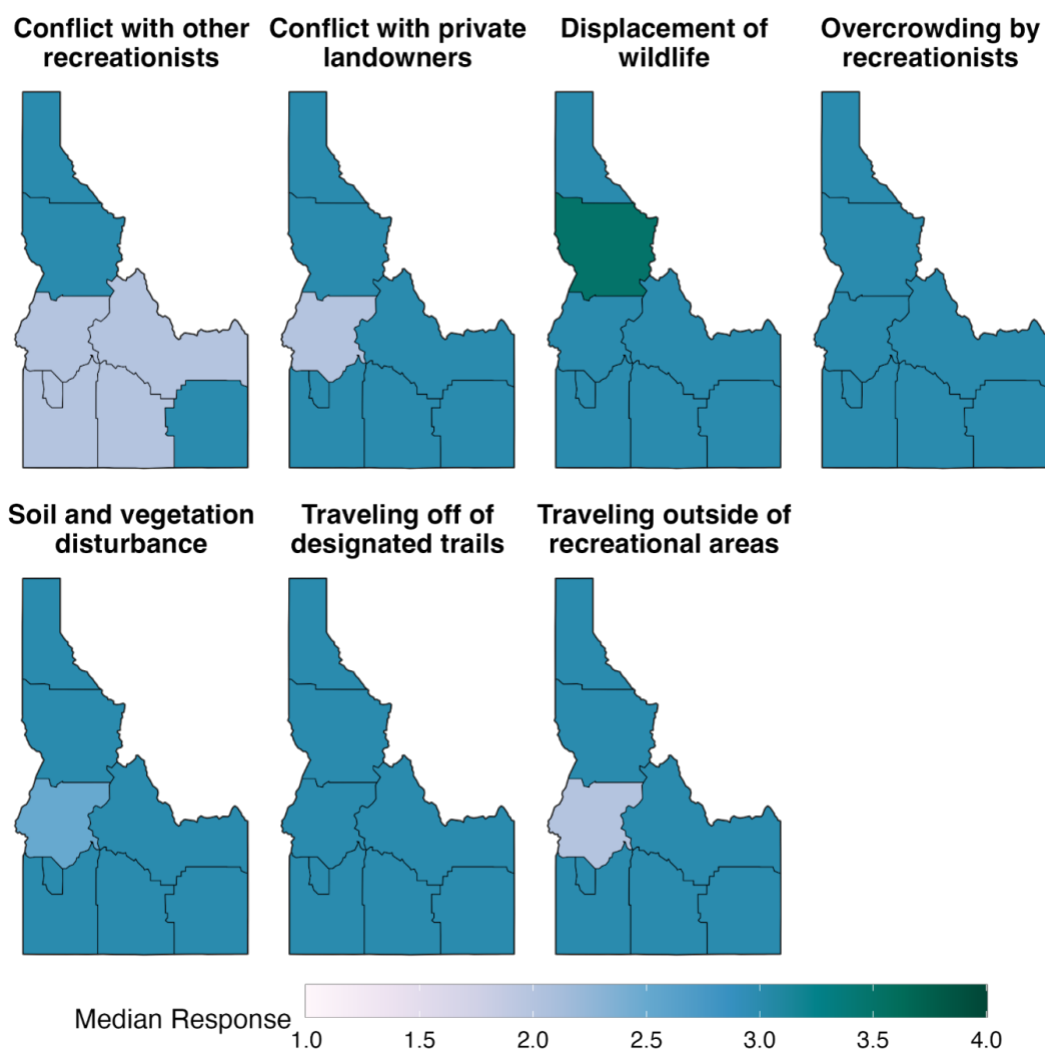 Conflict with other
recreationists
Conflict with private
landowners
Displacement of
wildlife
Overcrowding by
recreationists
Soil and vegetation
disturbance
Traveling off of
designated trails
Traveling outside of
recreational areas
Median Response
1.0 1.5 2.0 2.5 3.0 3.5 4.0